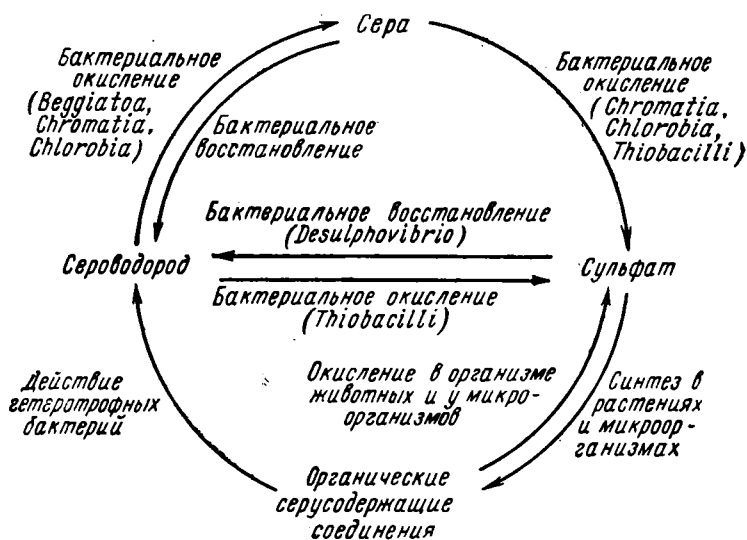 Сера
Бактериальное
окисление
(Beggiatoa,
Chromatia,
Chlorobia)
Бактериальное
восстановление
Бактериальное
окисление
(Chromatia,
Chlorobia,
Thiobacilli)
Бактериальное восстановление
(Desulphovibrio)
Сероводород
Сульфат
Бактериальное окисление
(Thiobacilli)
Действие
гетеротрофных
бактерий
Окисление в организме
животных и у микро-
организмов
Синтез в
растениях
и микроор-
ганизмах
Органические
серусодержащие
соединения